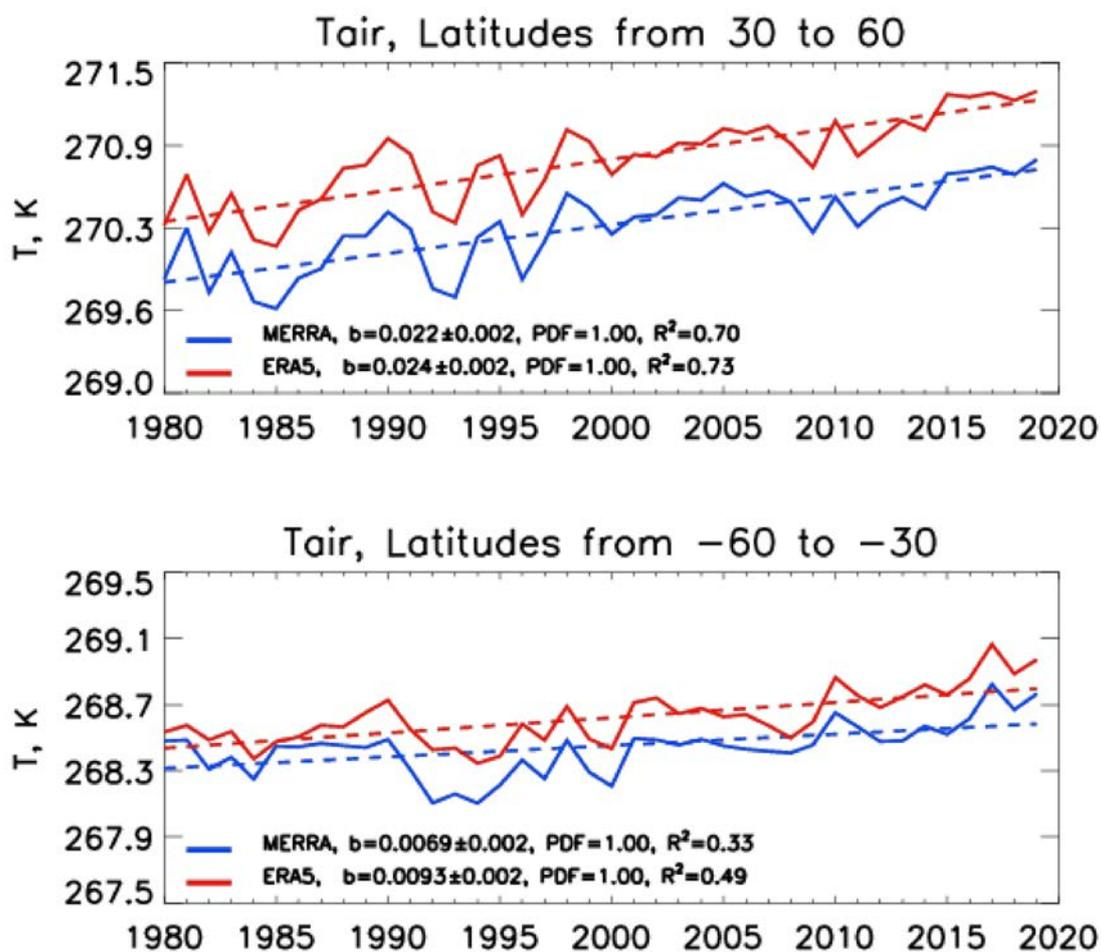 Tair, Latitudes from 30 to 60
271.5
270.9
270.3
269.6
269.0
T, K
MERRA, b=0.022±0.002, PDF=1.00, R²=0.70
ERA5, b=0.024±0.002, PDF=1.00, R²=0.73
1980 1985 1990 1995 2000 2005 2010 2015 2020
Tair, Latitudes from −60 to −30
269.5
269.1
268.7
268.3
267.9
267.5
T, K
MERRA, b=0.0069±0.002, PDF=1.00, R²=0.33
ERA5, b=0.0093±0.002, PDF=1.00, R²=0.49
1980 1985 1990 1995 2000 2005 2010 2015 2020